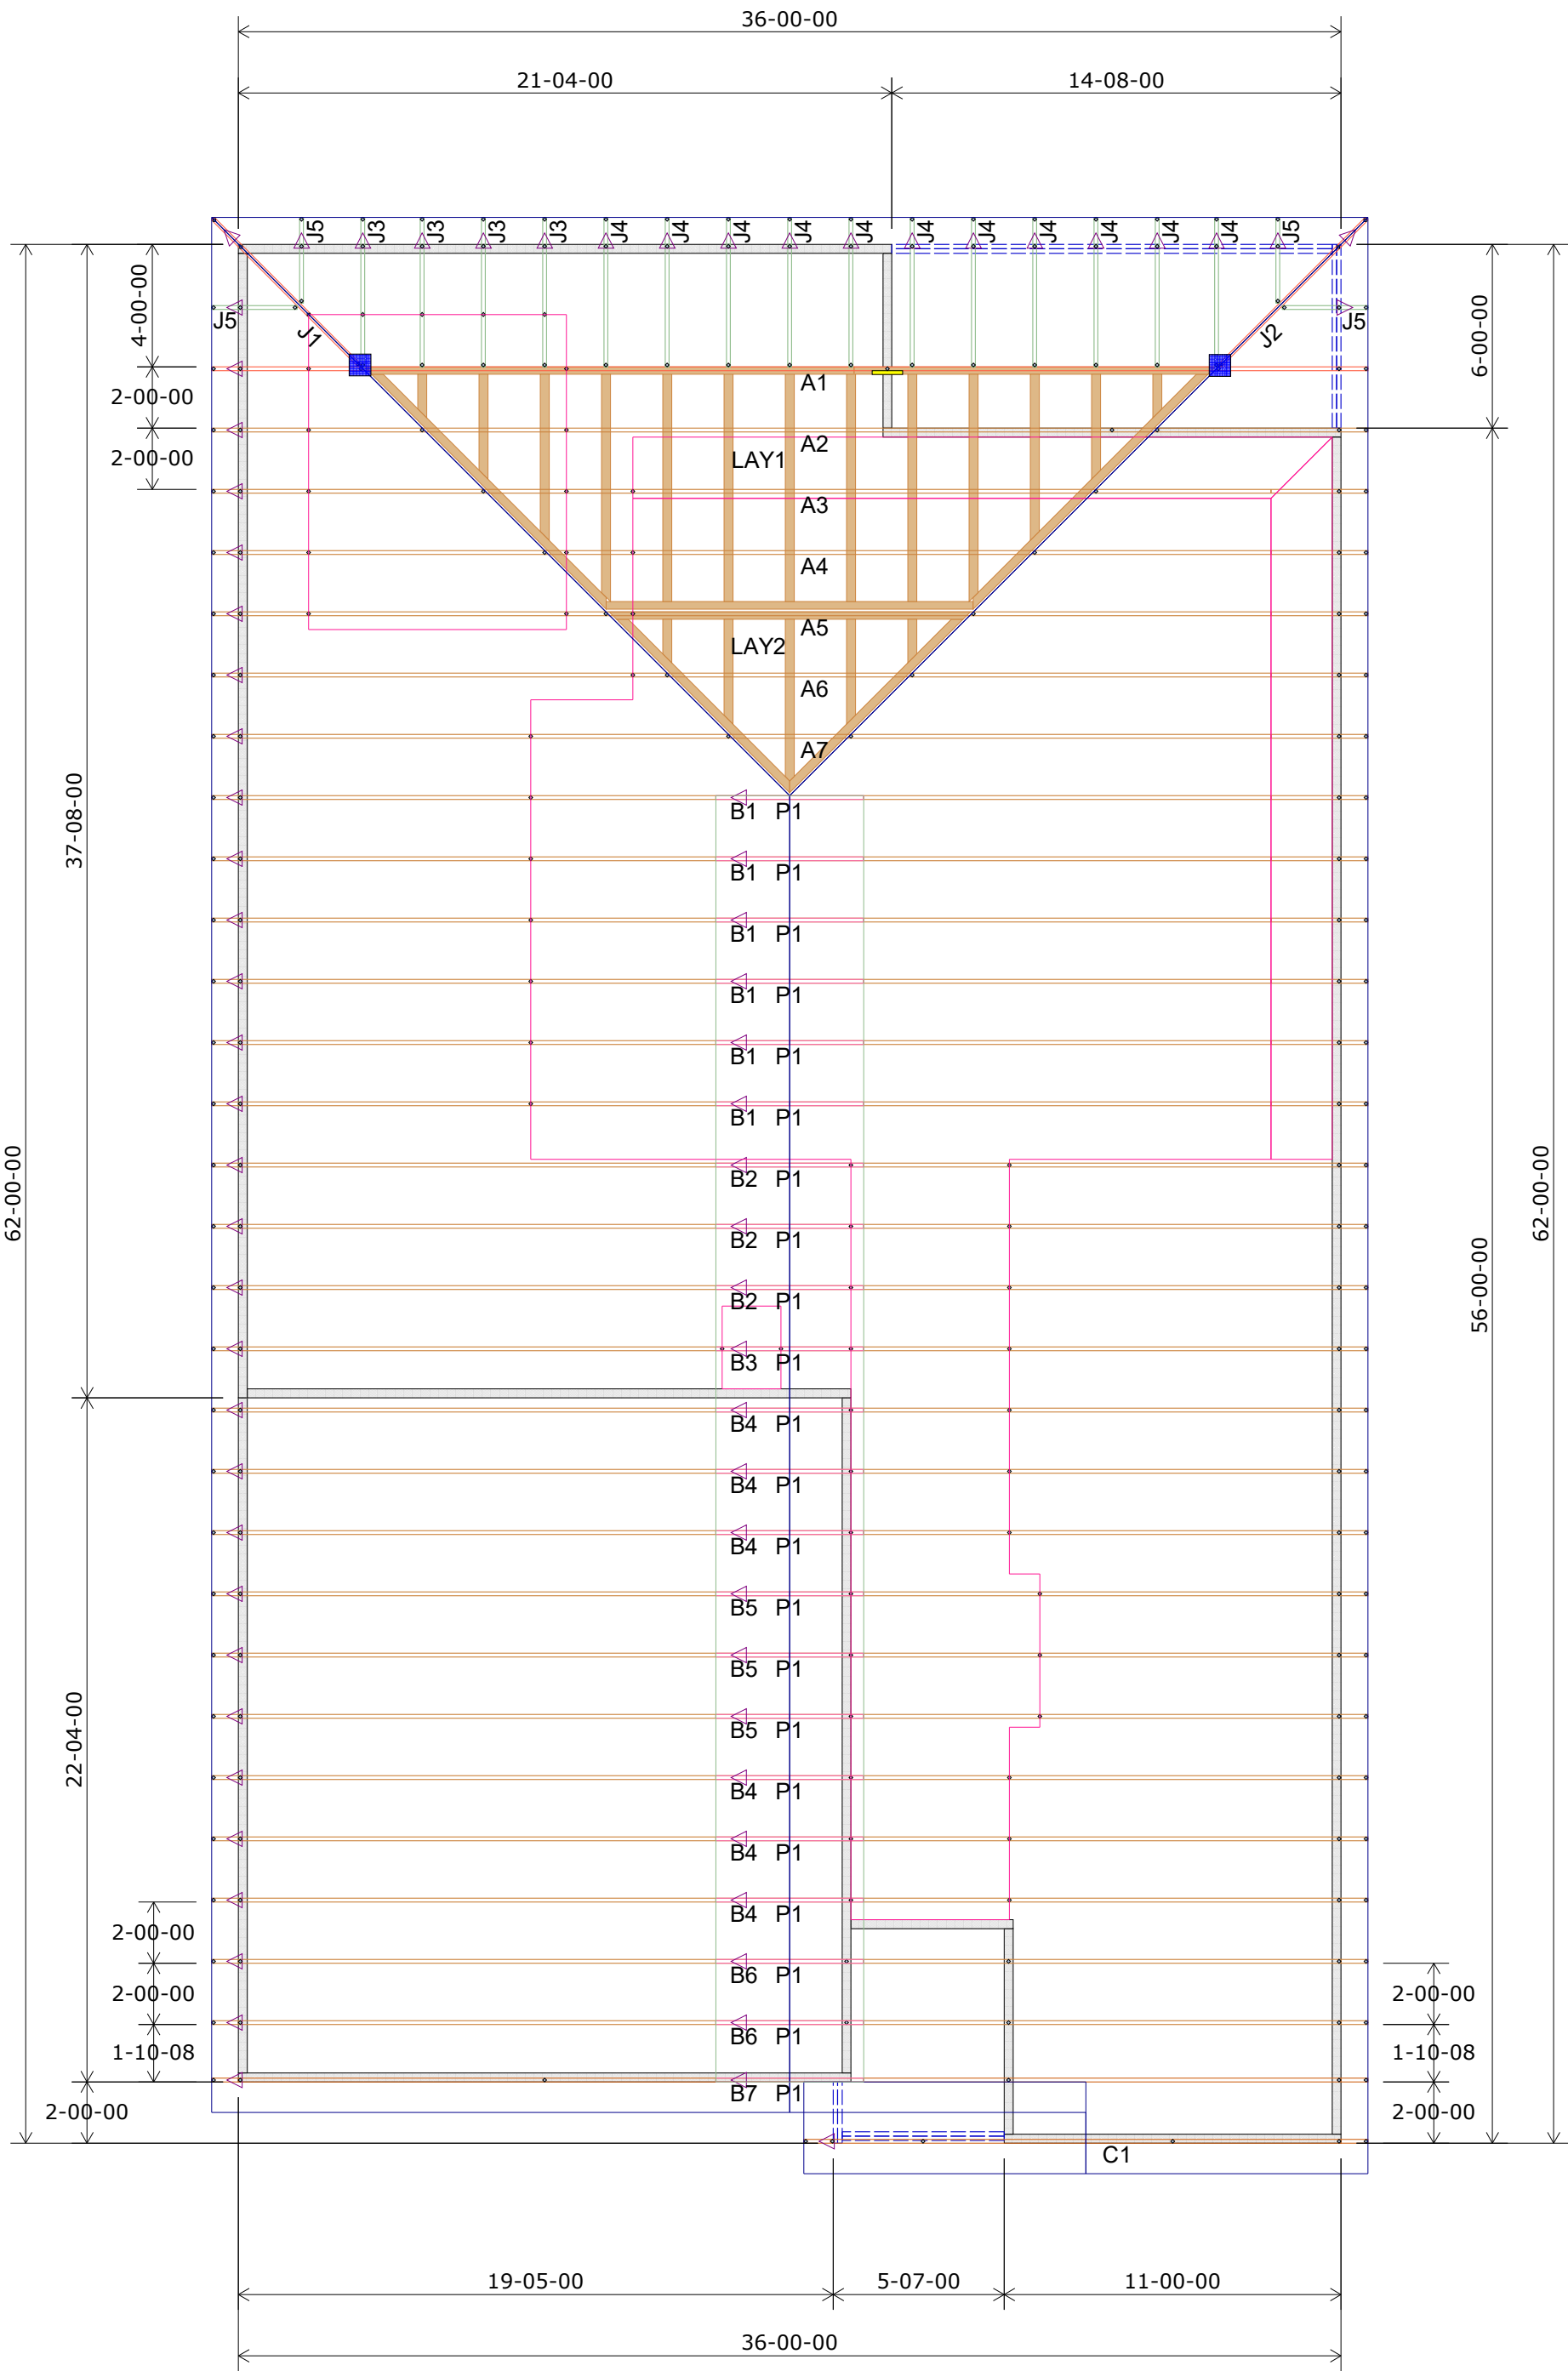 36-00-00
21-04-00
14-08-00
J5
J3
J3
J3
J3
J4
J4
J4
J4
J4
J4
J4
J4
J4
J4
J4
J5
4-00-00
6-00-00
J5
J1
J2
J5
A1
2-00-00
A2
2-00-00
LAY1
A3
A4
A5
LAY2
A6
A7
37-08-00
B1 P1
B1 P1
B1 P1
B1 P1
B1 P1
B1 P1
62-00-00
B2 P1
62-00-00
B2 P1
56-00-00
B2 P1
B3 P1
B4 P1
B4 P1
B4 P1
B5 P1
B5 P1
22-04-00
B5 P1
B4 P1
B4 P1
B4 P1
2-00-00
B6 P1
2-00-00
2-00-00
B6 P1
1-10-08
1-10-08
B7 P1
2-00-00
2-00-00
C1
19-05-00
5-07-00
11-00-00
36-00-00